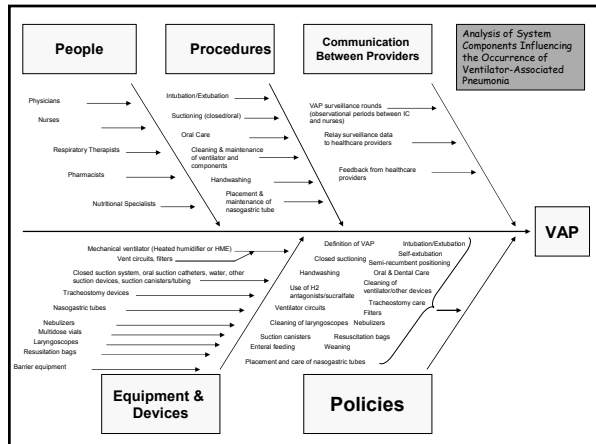 People
Procedures
Communication
Between Providers
Analysis of System
Components Influencing
the Occurrence of
Ventilator-Associated
Pneumonia
Physicians
Nurses
Respiratory Therapists
Pharmacists
Nutritional Specialists
Intubation/Extubation
Suctioning (closed/oral)
Oral Care
Cleaning & maintenance
of ventilator and
components
Handwashing
Placement &
maintenance of
nasogastric tube
VAP surveillance rounds
(observational periods between IC
and nurses)
Relay surveillance data
to healthcare providers
Feedback from healthcare
providers
VAP
Mechanical ventilator (Heated humidifier or HME)
Vent circuits, filters
Closed suction system, oral suction catheters, water, other
suction devices, suction canisters/tubing
Tracheostomy devices
Nasogastric tubes
Nebulizers
Multidose vials
Laryngoscopes
Resusitation bags
Barrier equipment
Definition of VAP
Intubation/Extubation
Self-extubation
Closed suctioning
Semi-recumbent positioning
Handwashing
Oral & Dental Care
Cleaning of
ventilator/other devices
Use of H2
antagonists/sucralfate
Tracheostomy care
Ventilator circuits
Filters
Cleaning of laryngoscopes
Nebulizers
Suction canisters
Resuscitation bags
Enteral feeding
Weaning
Placement and care of nasogastric tubes
Equipment &
Devices
Policies